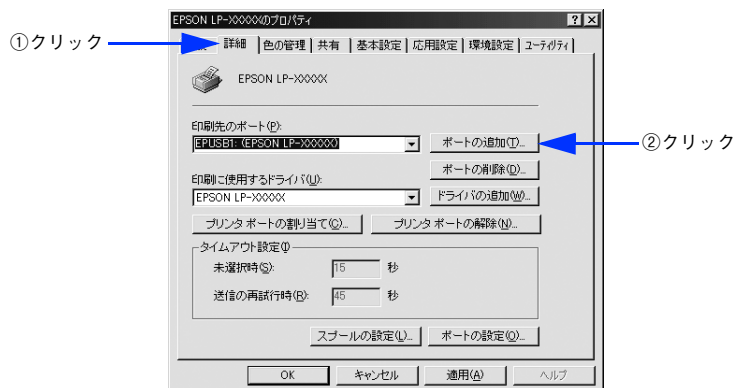 EPSON LP-XXXXXのプロパティ
①クリック
詳細 色の管理 共有 基本設定 応用設定 環境設定 ユーティリティ
EPSON LP-XXXXX
印刷先のポート(P):
EPUSB1: (EPSON LP-XXXXX)
ポートの追加(T)...
②クリック
ポートの削除(D)...
印刷に使用するドライバ(U):
EPSON LP-XXXXX
ドライバの追加(W)...
プリンタ ポートの割り当て(C)... プリンタ ポートの解除(N)...
タイムアウト設定
未選択時(S): 15 秒
送信の再試行時(R): 45 秒
スプールの設定(L)... ポートの設定(O)...
OK キャンセル 適用(A) ヘルプ